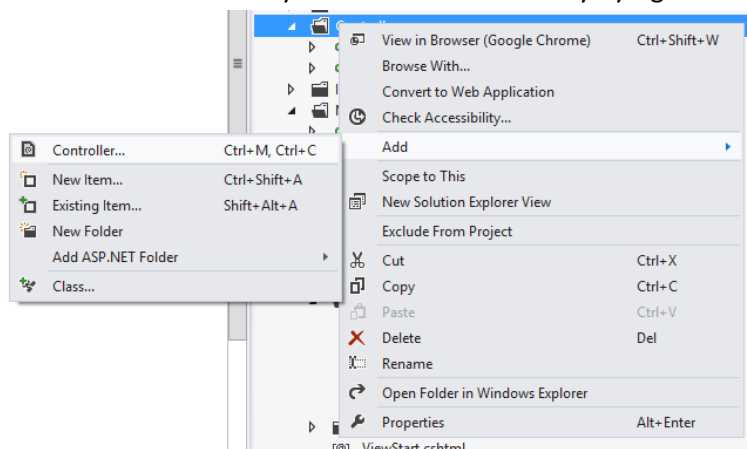 View in Browser (Google Chrome) Ctrl+Shift+W
Browse With...
Convert to Web Application
Check Accessibility...
Add
Controller... Ctrl+M, Ctrl+C
New Item... Ctrl+Shift+A
Existing Item... Shift+Alt+A
New Folder
Add ASP.NET Folder
Class...
Scope to This
New Solution Explorer View
Exclude From Project
Cut Ctrl+X
Copy Ctrl+C
Paste Ctrl+V
Delete Del
Rename
Open Folder in Windows Explorer
Properties Alt+Enter